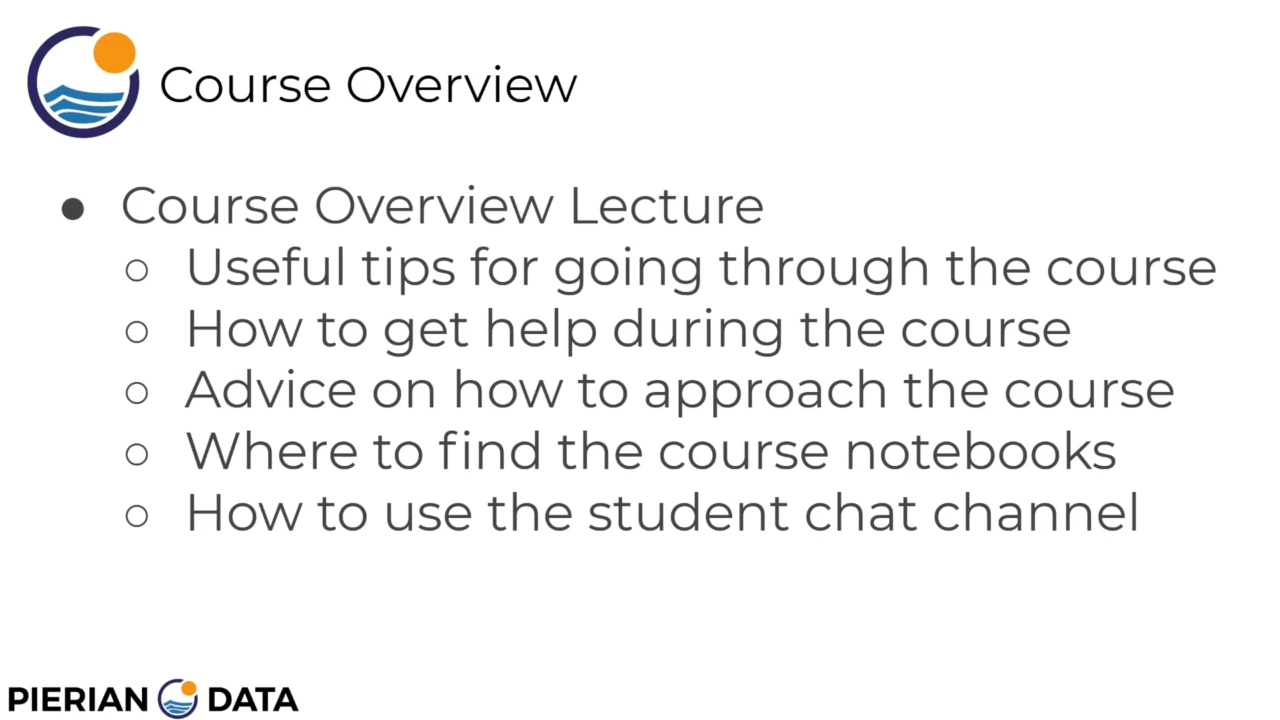 Course Overview
● Course Overview Lecture
○ Useful tips for going through the course
○ How to get help during the course
○ Advice on how to approach the course
○ Where to find the course notebooks
○ How to use the student chat channel
PIERIAN DATA